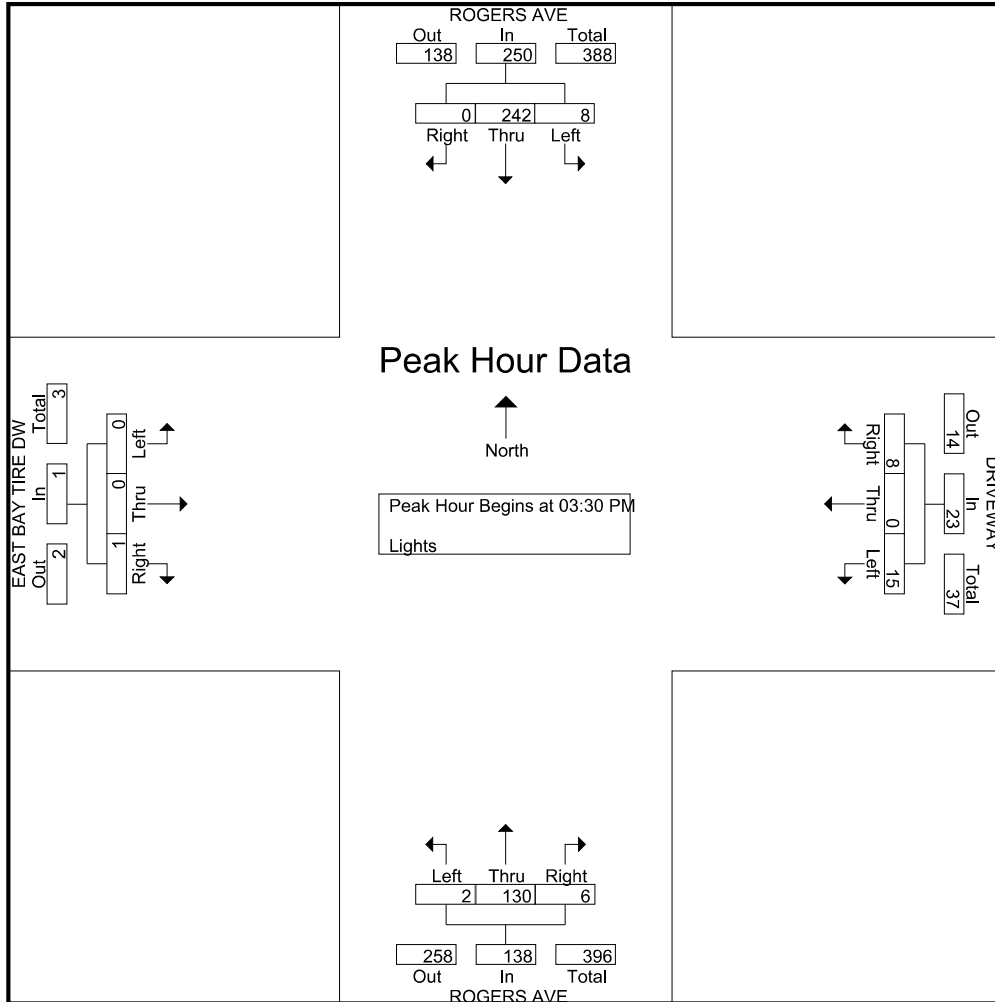 ROGERS AVE
Out In Total
138 250 388
0 242 8
Right Thru Left
Peak Hour Data
North
Peak Hour Begins at 03:30 PM
Lights
EAST BAY TIRE DW
Total In Out
3 1 2
0 0 1
Left Thru Right
DRIVEWAY
Out In Total
14 23 37
8 0 15
Right Thru Left
Left Thru Right
2 130 6
258 138 396
Out In Total
ROGERS AVE